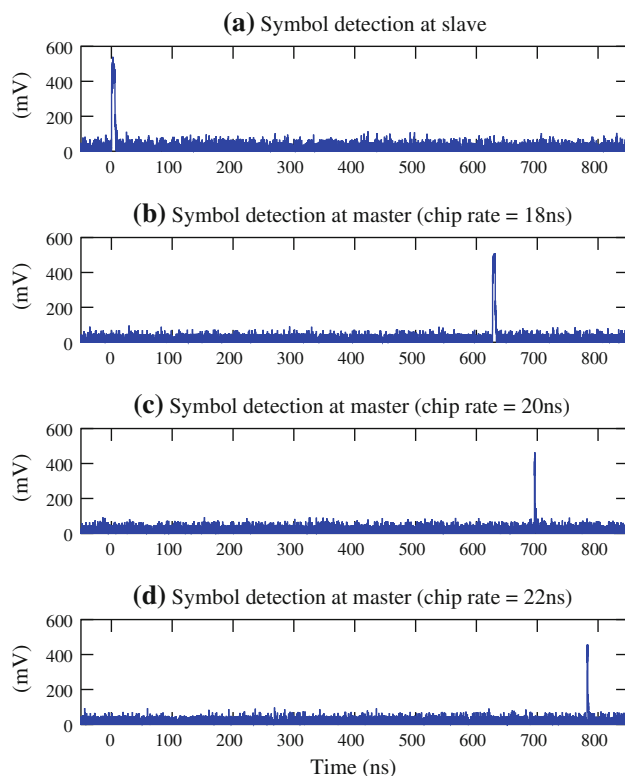 (a) Symbol detection at slave
600
400
200
0
(mV)
0 100 200 300 400 500 600 700 800
(b) Symbol detection at master (chip rate = 18ns)
600
400
200
0
(mV)
0 100 200 300 400 500 600 700 800
(c) Symbol detection at master (chip rate = 20ns)
600
400
200
0
(mV)
0 100 200 300 400 500 600 700 800
(d) Symbol detection at master (chip rate = 22ns)
600
400
200
0
(mV)
0 100 200 300 400 500 600 700 800
Time (ns)